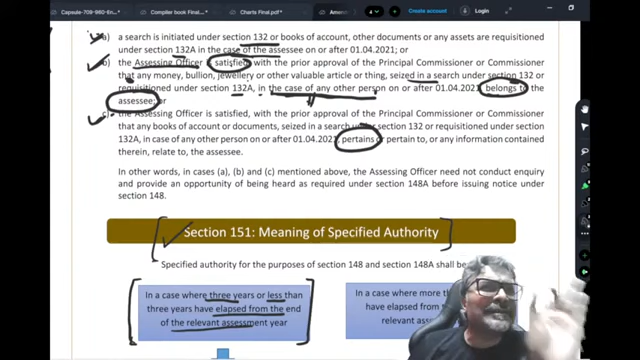 Capsule-709-960-Eng
Compiler book Final
Charts Final.pdf
a search is initiated under section 132 or books of account, other documents or any assets are requisitioned
under section 132A in the case of the assessee on or after 01.04.2021; or
the Assessing Officer is satisfied with the prior approval of the Principal Commissioner or Commissioner
that any money, bullion, jewellery or other valuable article or thing, seized in a search under section 132 or
requisitioned under section 132A, in the case of any other person on or after 01.04.2021, belongs to the
assessee; or
c) the Assessing Officer is satisfied, with the prior approval of Principal Commissioner or Commissioner
that any books of account or documents, seized in a search under section 132 or requisitioned under section
132A, in case of any other person on or after 01.04.2021, pertains or pertain to, or any information contained
therein, relate to, the assessee.
In other words, in cases (a), (b) and (c) mentioned above, the Assessing Officer need not conduct enquiry
and provide an opportunity of being heard as required under section 148A before issuing notice under
section 148.
Section 151: Meaning of Specified Authority
Specified authority for the purposes of section 148 and section 148A shall be
In a case where three years or less than
three years have elapsed from the end
of the relevant assessment year
In a case where more
have elapsed from
relevant asses